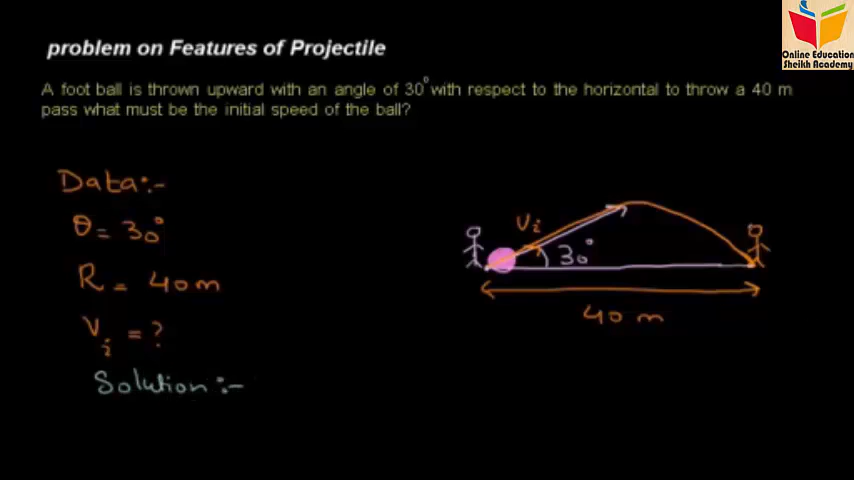 problem on Features of Projectile
Online Education
Sheikh Academy
A foot ball is thrown upward with an angle of 30° with respect to the horizontal to throw a 40 m
pass what must be the initial speed of the ball?
Data:-
θ = 30°
R = 40 m
Vi = ?
Solution:-
Vi
30°
40 m